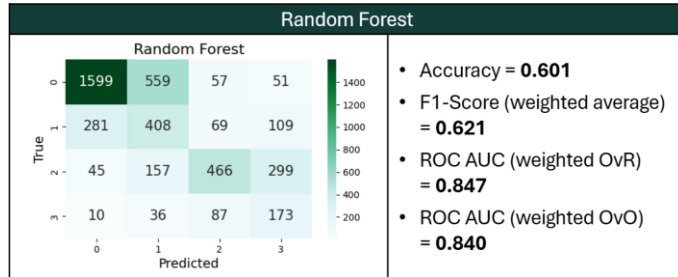 Random Forest
Random Forest
True
0
1599 559 57 51
1
281 408 69 109
2
45 157 466 299
3
10 36 87 173
0 1 2 3
Predicted
1400
1200
1000
800
600
400
200
• Accuracy = 0.601
• F1-Score (weighted average)
= 0.621
• ROC AUC (weighted OvR)
= 0.847
• ROC AUC (weighted OvO)
= 0.840